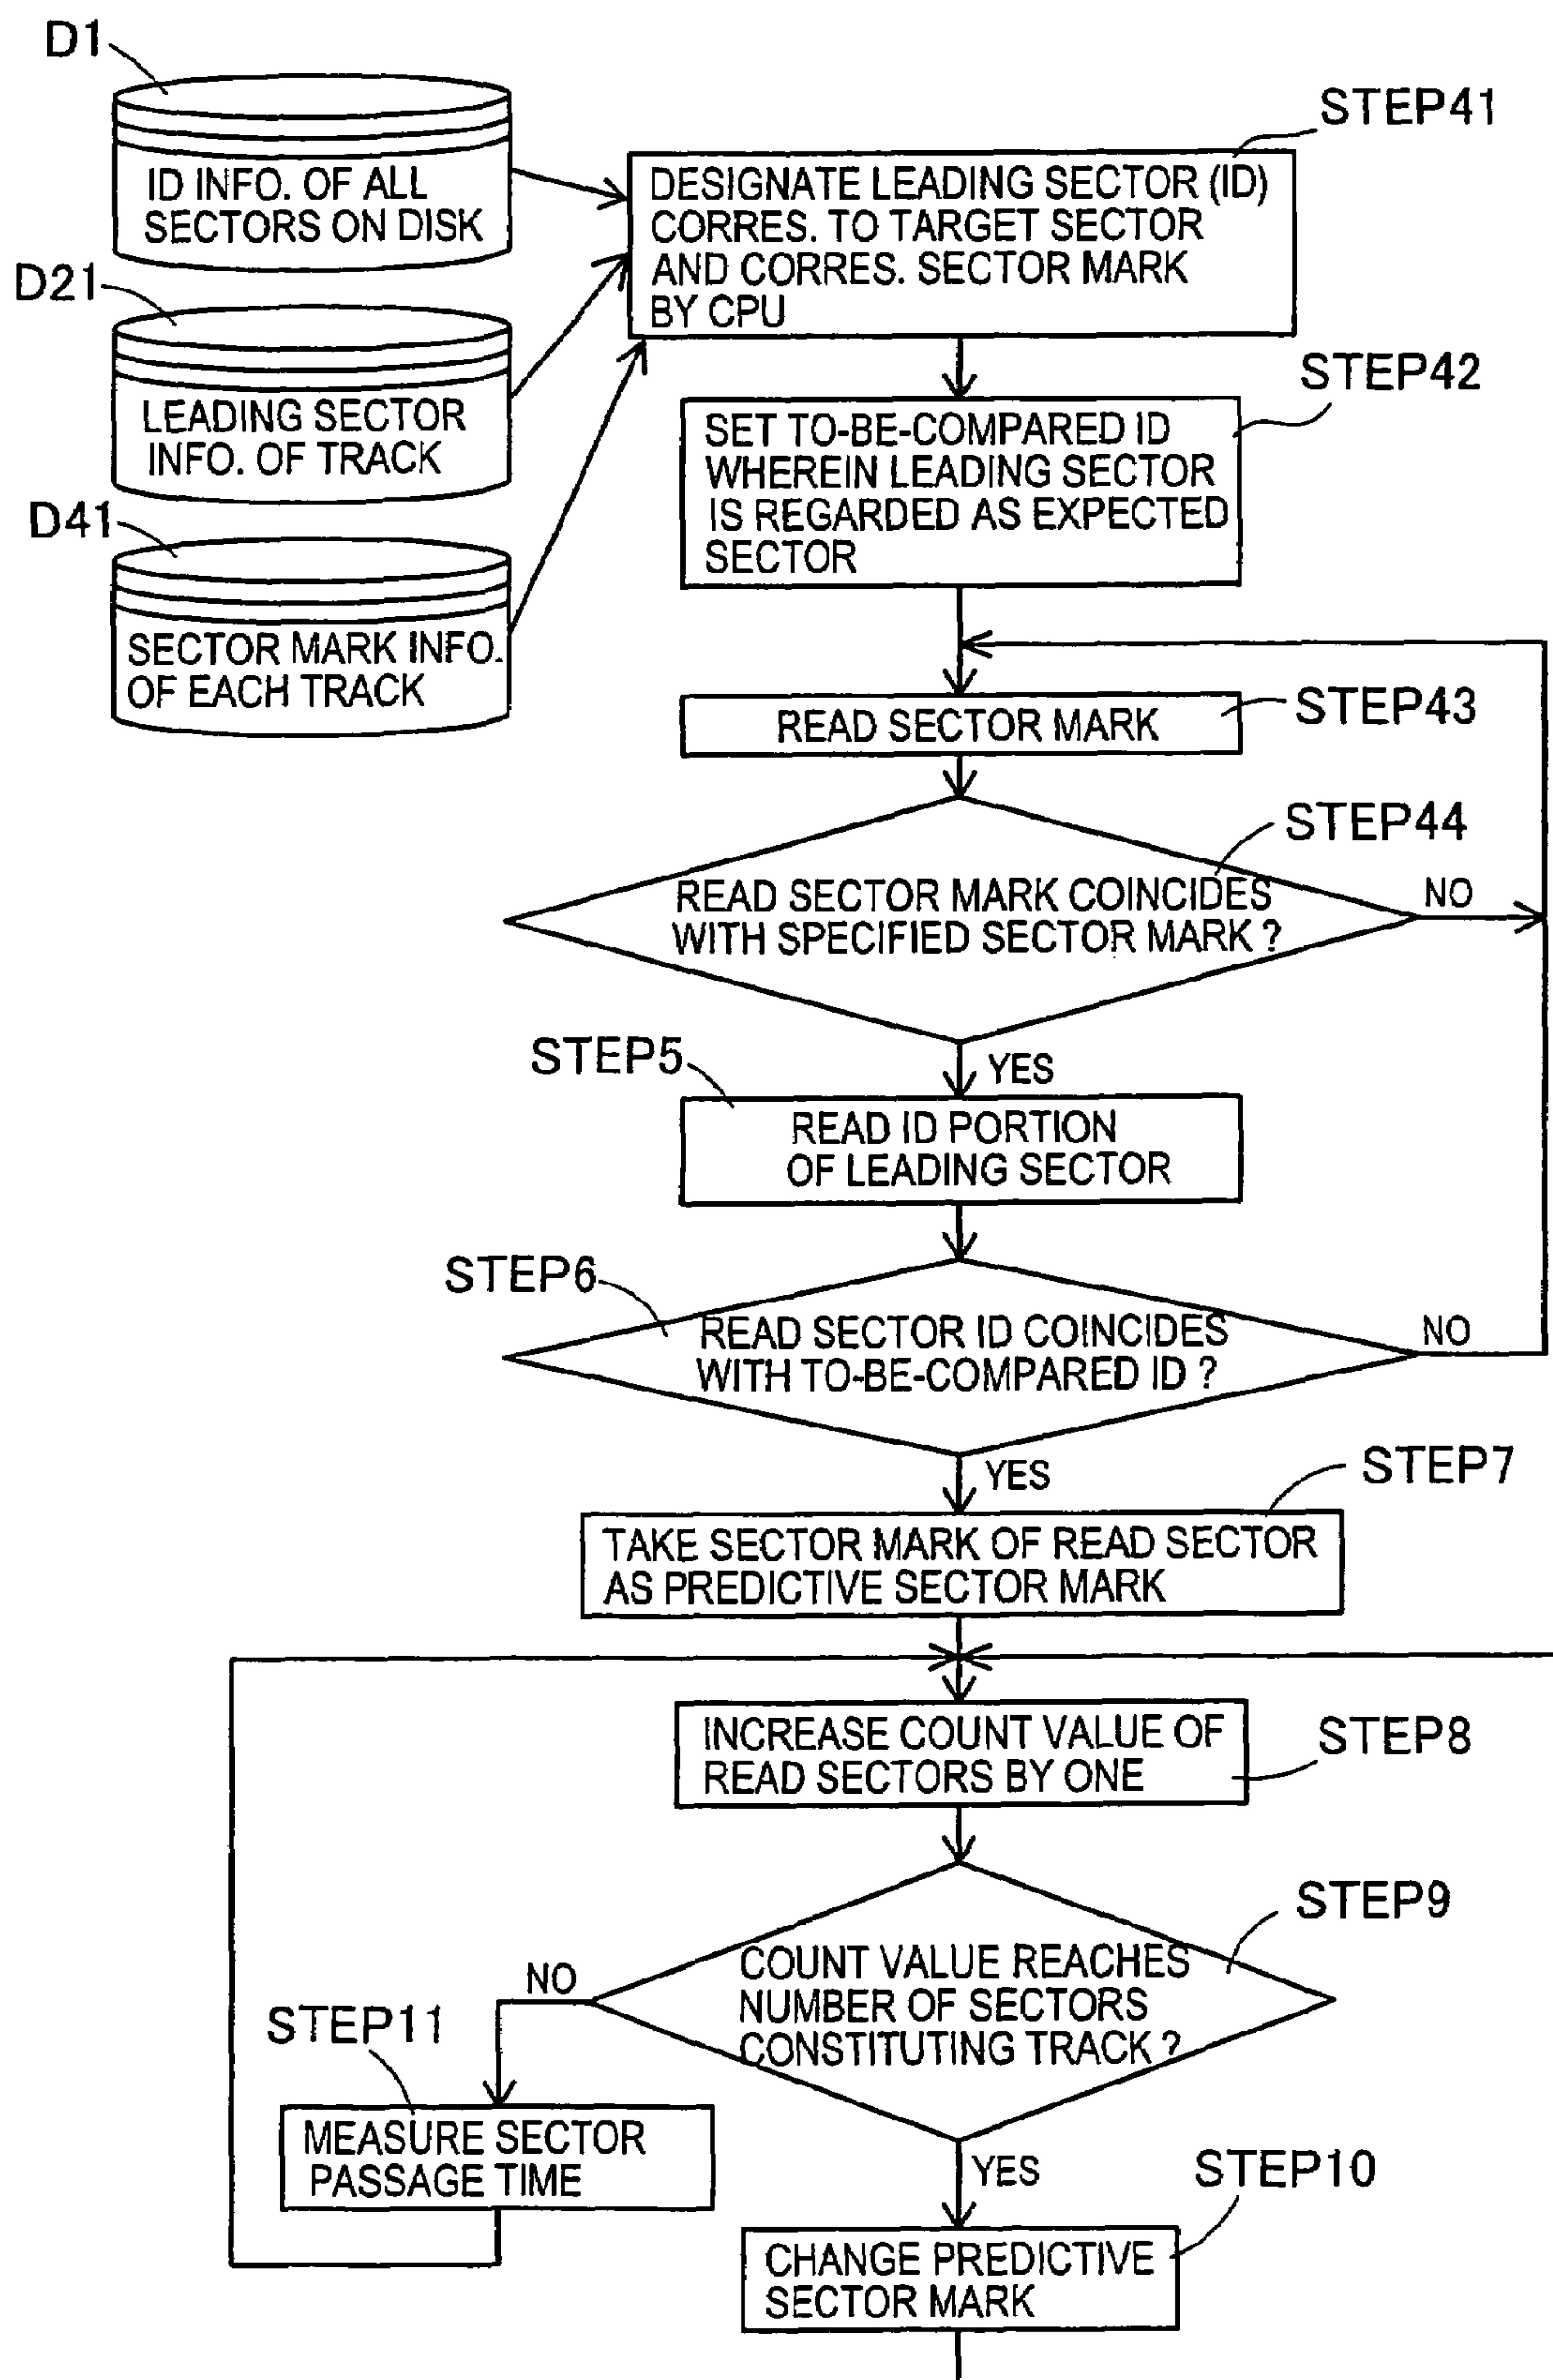 D1
ID INFO. OF ALL
SECTORS ON DISK
D21
LEADING SECTOR
INFO. OF TRACK
D41
SECTOR MARK INFO.
OF EACH TRACK
STEP41
DESIGNATE LEADING SECTOR (ID)
CORRES. TO TARGET SECTOR
AND CORRES. SECTOR MARK
BY CPU
STEP42
SET TO-BE-COMPARED ID
WHEREIN LEADING SECTOR
IS REGARDED AS EXPECTED
SECTOR
READ SECTOR MARK
STEP43
STEP44
READ SECTOR MARK COINCIDES
WITH SPECIFIED SECTOR MARK ?
NO
YES
STEP5
READ ID PORTION
OF LEADING SECTOR
STEP6
READ SECTOR ID COINCIDES
WITH TO-BE-COMPARED ID ?
NO
YES
STEP7
TAKE SECTOR MARK OF READ SECTOR
AS PREDICTIVE SECTOR MARK
INCREASE COUNT VALUE OF
READ SECTORS BY ONE
STEP8
STEP9
COUNT VALUE REACHES
NUMBER OF SECTORS
CONSTITUTING TRACK ?
NO
STEP11
MEASURE SECTOR
PASSAGE TIME
YES
STEP10
CHANGE PREDICTIVE
SECTOR MARK